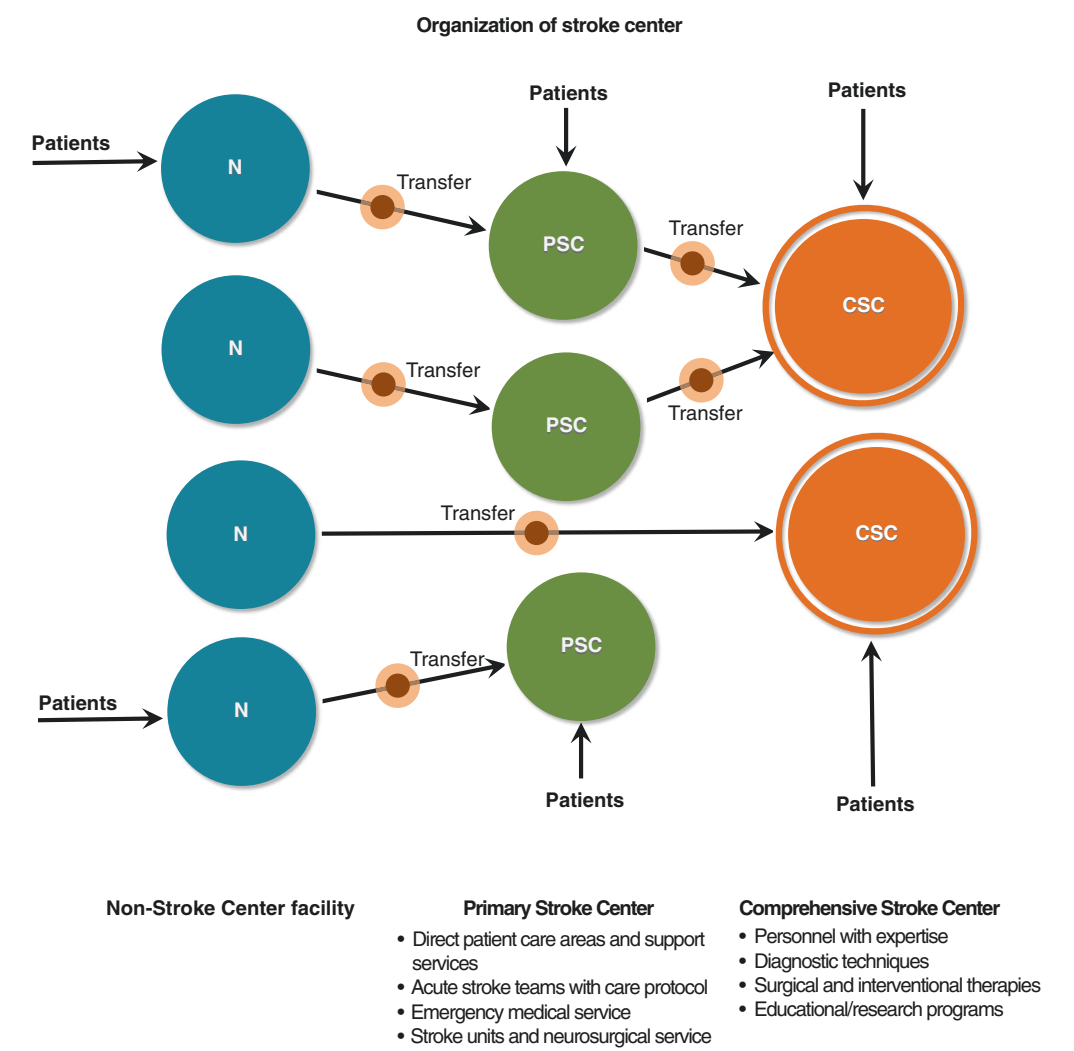 Organization of stroke center
Patients
Patients
Patients
N
Transfer
PSC
Transfer
CSC
N
Transfer
PSC
Transfer
N
Transfer
CSC
N
Transfer
PSC
Patients
Patients
Patients
Non-Stroke Center facility
Primary Stroke Center
• Direct patient care areas and support
services
• Acute stroke teams with care protocol
• Emergency medical service
• Stroke units and neurosurgical service
Comprehensive Stroke Center
• Personnel with expertise
• Diagnostic techniques
• Surgical and interventional therapies
• Educational/research programs